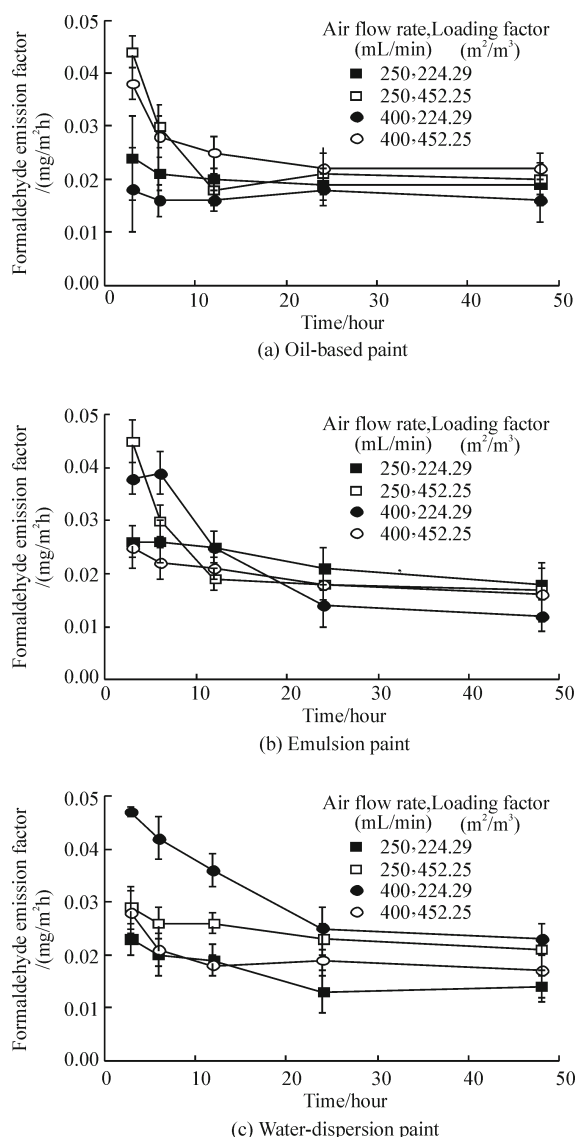 Air flow rate,Loading factor
(mL/min) (m²/m³)
250,224.29
250,452.25
400,224.29
400,452.25
Formaldehyde emission factor
/(mg/m²h)
0.05
0.04
0.03
0.02
0.01
0.00
0 10 20 30 40 50
Time/hour
(a) Oil-based paint
Air flow rate,Loading factor
(mL/min) (m²/m³)
250,224.29
250,452.25
400,224.29
400,452.25
Formaldehyde emission factor
/(mg/m²h)
0.05
0.04
0.03
0.02
0.01
0.00
0 10 20 30 40 50
Time/hour
(b) Emulsion paint
Air flow rate,Loading factor
(mL/min) (m²/m³)
250,224.29
250,452.25
400,224.29
400,452.25
Formaldehyde emission factor
/(mg/m²h)
0.05
0.04
0.03
0.02
0.01
0.00
0 10 20 30 40 50
Time/hour
(c) Water-dispersion paint